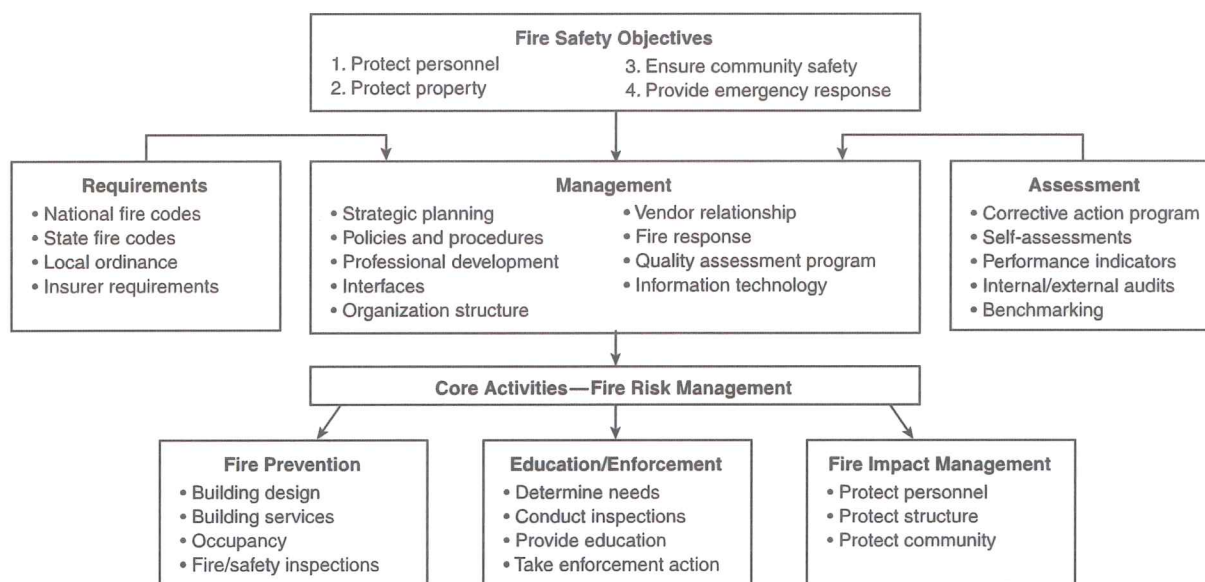 Fire Safety Objectives
1. Protect personnel
2. Protect property
3. Ensure community safety
4. Provide emergency response
Requirements
• National fire codes
• State fire codes
• Local ordinance
• Insurer requirements
Management
• Strategic planning
• Policies and procedures
• Professional development
• Interfaces
• Organization structure
• Vendor relationship
• Fire response
• Quality assessment program
• Information technology
Assessment
• Corrective action program
• Self-assessments
• Performance indicators
• Internal/external audits
• Benchmarking
Core Activities—Fire Risk Management
Fire Prevention
• Building design
• Building services
• Occupancy
• Fire/safety inspections
Education/Enforcement
• Determine needs
• Conduct inspections
• Provide education
• Take enforcement action
Fire Impact Management
• Protect personnel
• Protect structure
• Protect community